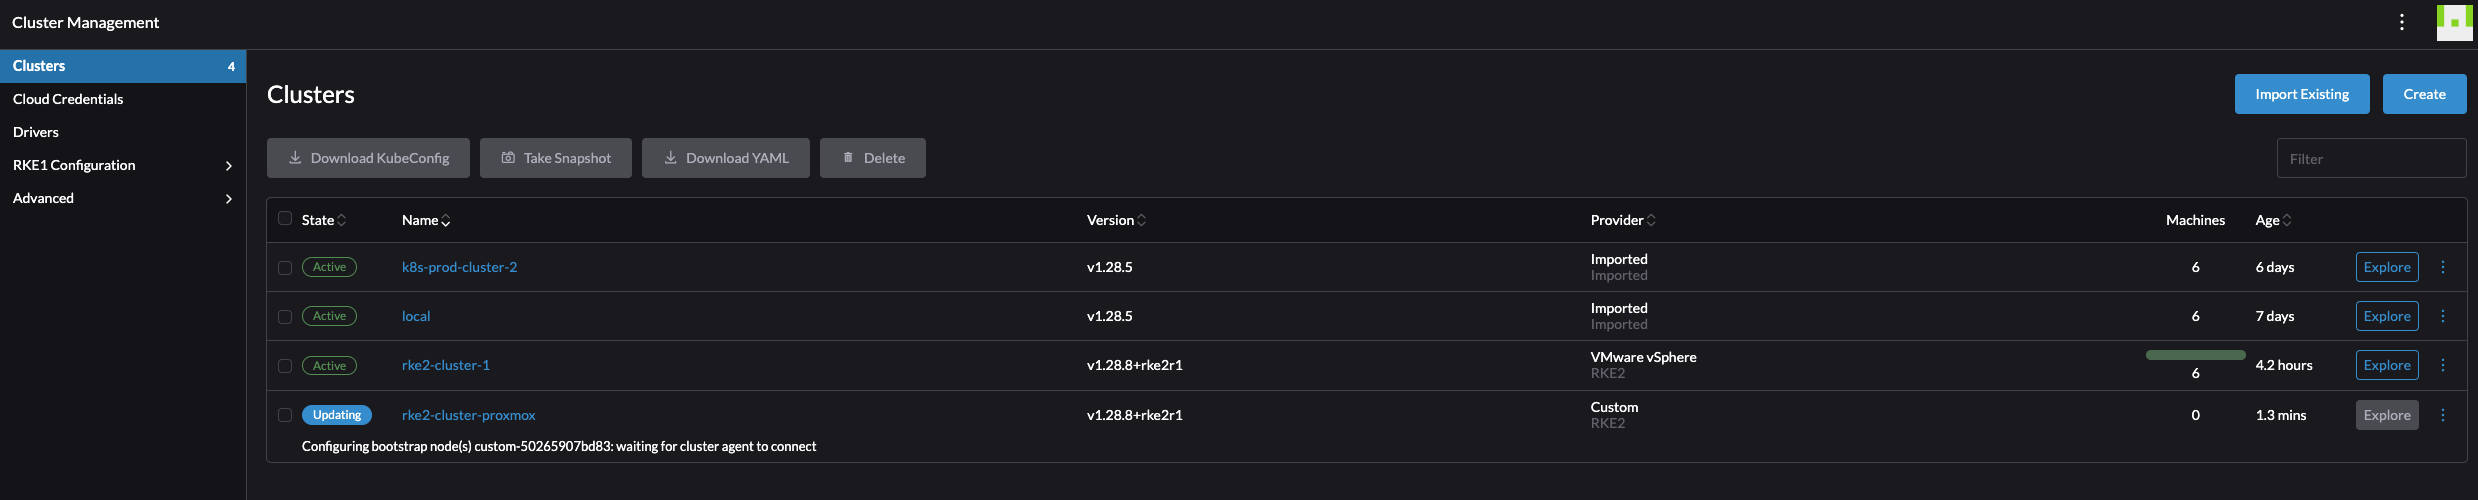 Cluster Management
Clusters 4
Cloud Credentials
Drivers
RKE1 Configuration
Advanced
Clusters
Import Existing
Create
Download KubeConfig
Take Snapshot
Download YAML
Delete
Filter
State Name Version Provider Machines Age
Active k8s-prod-cluster-2 v1.28.5 Imported 6 6 days Explore
Imported
Active local v1.28.5 Imported 6 7 days Explore
Imported
Active rke2-cluster-1 v1.28.8+rke2r1 VMware vSphere 6 4.2 hours Explore
RKE2
Updating rke2-cluster-proxmox v1.28.8+rke2r1 Custom 0 1.3 mins Explore
RKE2
Configuring bootstrap node(s) custom-50265907bd83: waiting for cluster agent to connect